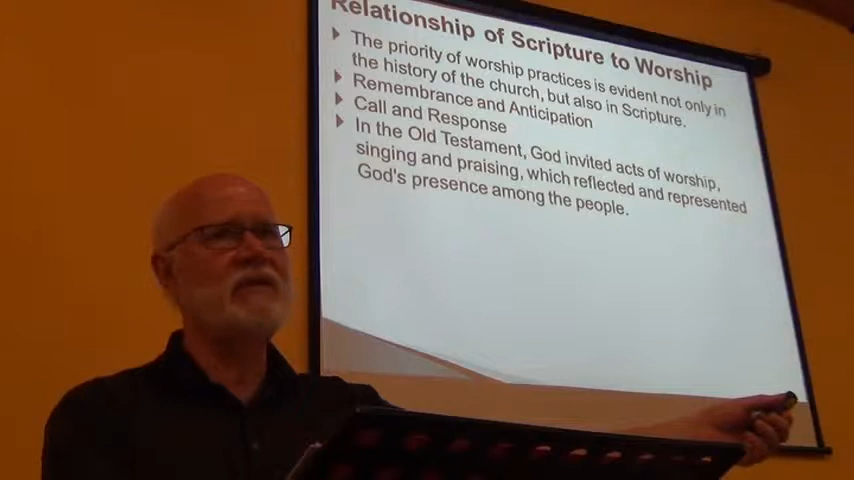 Relationship of Scripture to Worship
The priority of worship practices is evident not only in
the history of the church, but also in Scripture.
Remembrance and Anticipation
Call and Response
In the Old Testament, God invited acts of worship,
singing and praising, which reflected and represented
God's presence among the people.